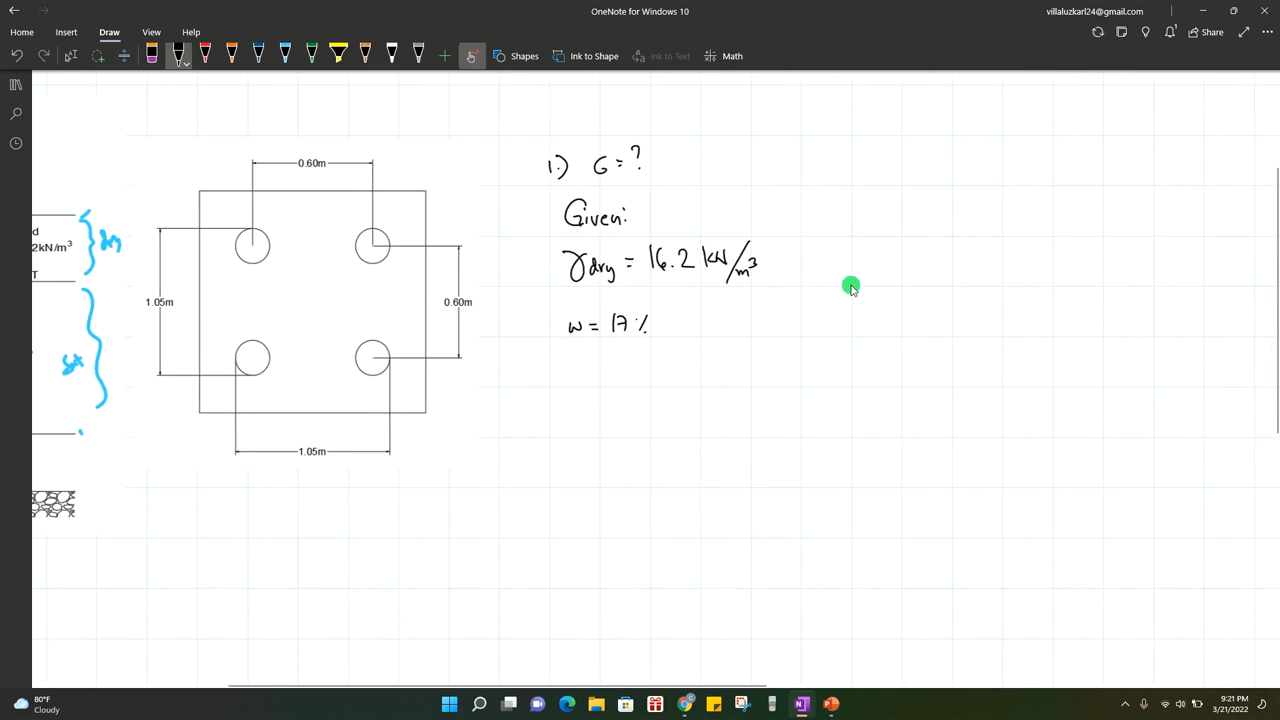 OneNote for Windows 10
villaluzkarl24@gmail.com
Home Insert Draw View Help
Share
Shapes Ink to Shape Ink to Text Math
0.60m
1.05m
0.60m
1.05m
d
2kN/m³
T
dry
1.) G = ?
Given:
γdry = 16.2 kN/m³
w = 17 %
80°F
Cloudy
9:21 PM
3/21/2022